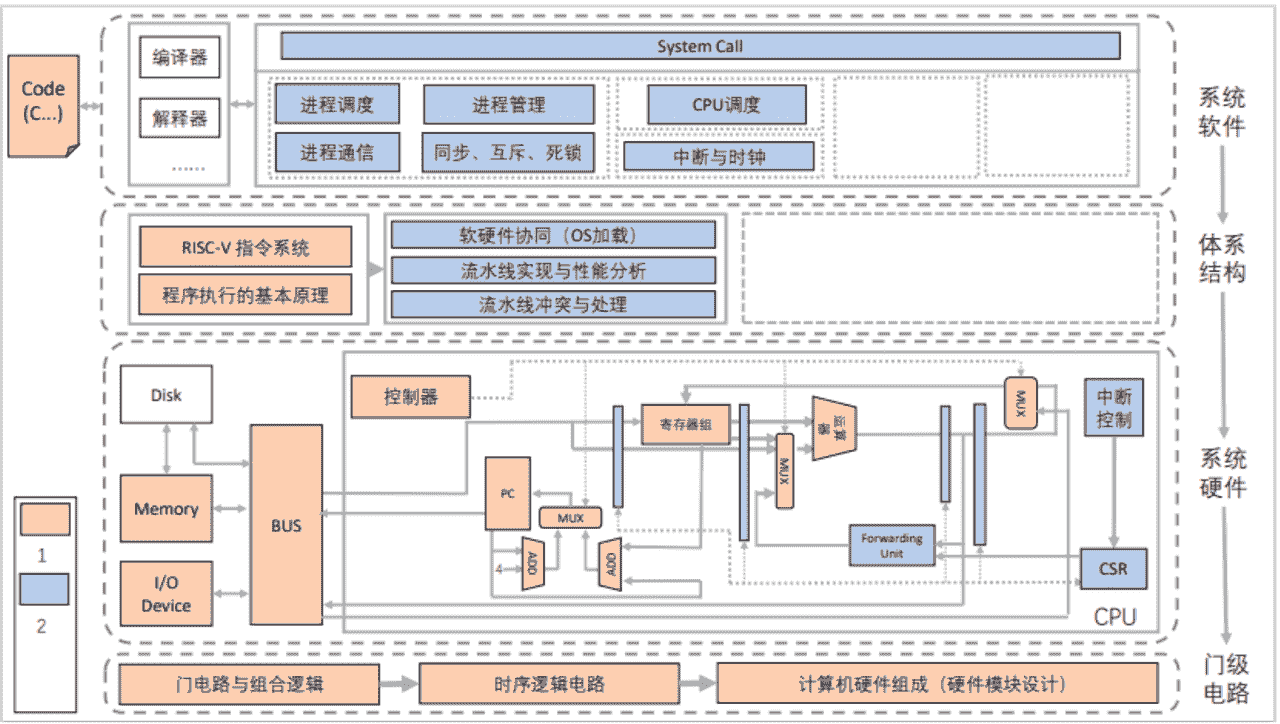 Code
(C...)
编译器
解释器
......
System Call
进程调度
进程管理
CPU调度
进程通信
同步、互斥、死锁
中断与时钟
系统
软件
RISC-V 指令系统
程序执行的基本原理
软硬件协同（OS加载）
流水线实现与性能分析
流水线冲突与处理
体系
结构
Disk
Memory
I/O
Device
BUS
控制器
PC
MUX
4
ADD
ADD
寄存器组
MUX
运算
器
MUX
中断
控制
Forwarding
Unit
CSR
CPU
系统
硬件
1
2
门电路与组合逻辑
时序逻辑电路
计算机硬件组成（硬件模块设计）
门级
电路